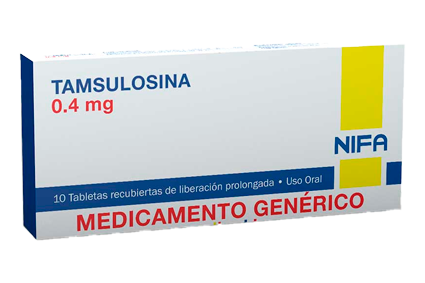 TAMSULOSINA
0.4 mg
NIFA
10 Tabletas recubiertas de liberación prolongada • Uso Oral
MEDICAMENTO GENÉRICO